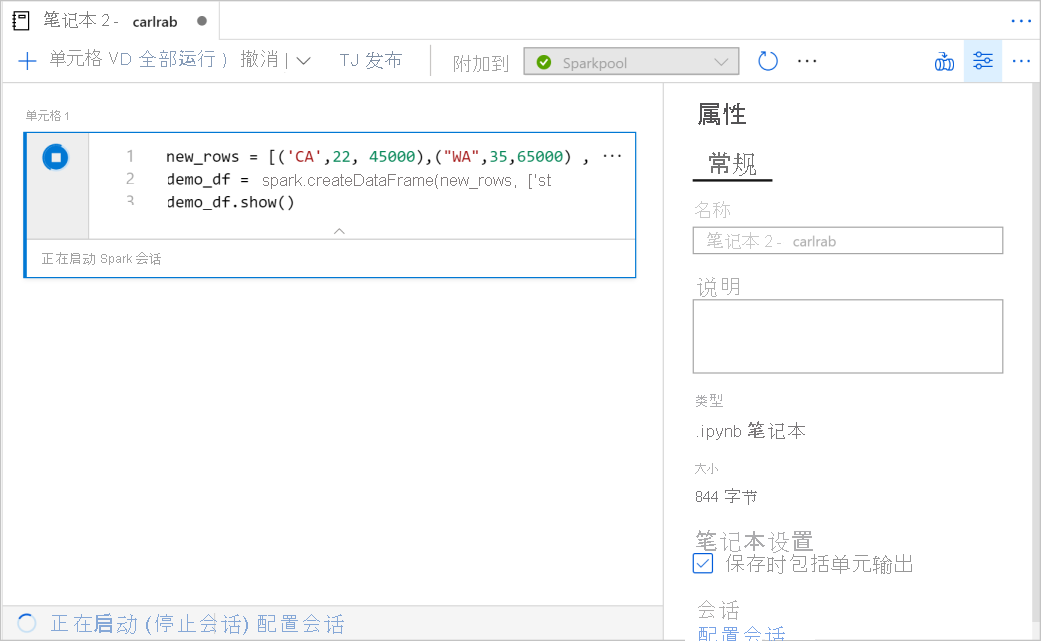 笔记本 2 - carlrab
单元格 VD 全部运行 ) 撤消 | TJ 发布 附加到 Sparkpool
单元格 1
1 new_rows = [('CA',22, 45000),("WA",35,65000) ,
2 demo_df = spark.createDataFrame(new_rows, ['st
3 demo_df.show()
正在启动 Spark 会话
正在启动 (停止会话) 配置会话
属性
常规
名称
笔记本 2 - carlrab
说明
类型
.ipynb 笔记本
大小
844 字节
笔记本设置
保存时包括单元输出
会话
配置会话